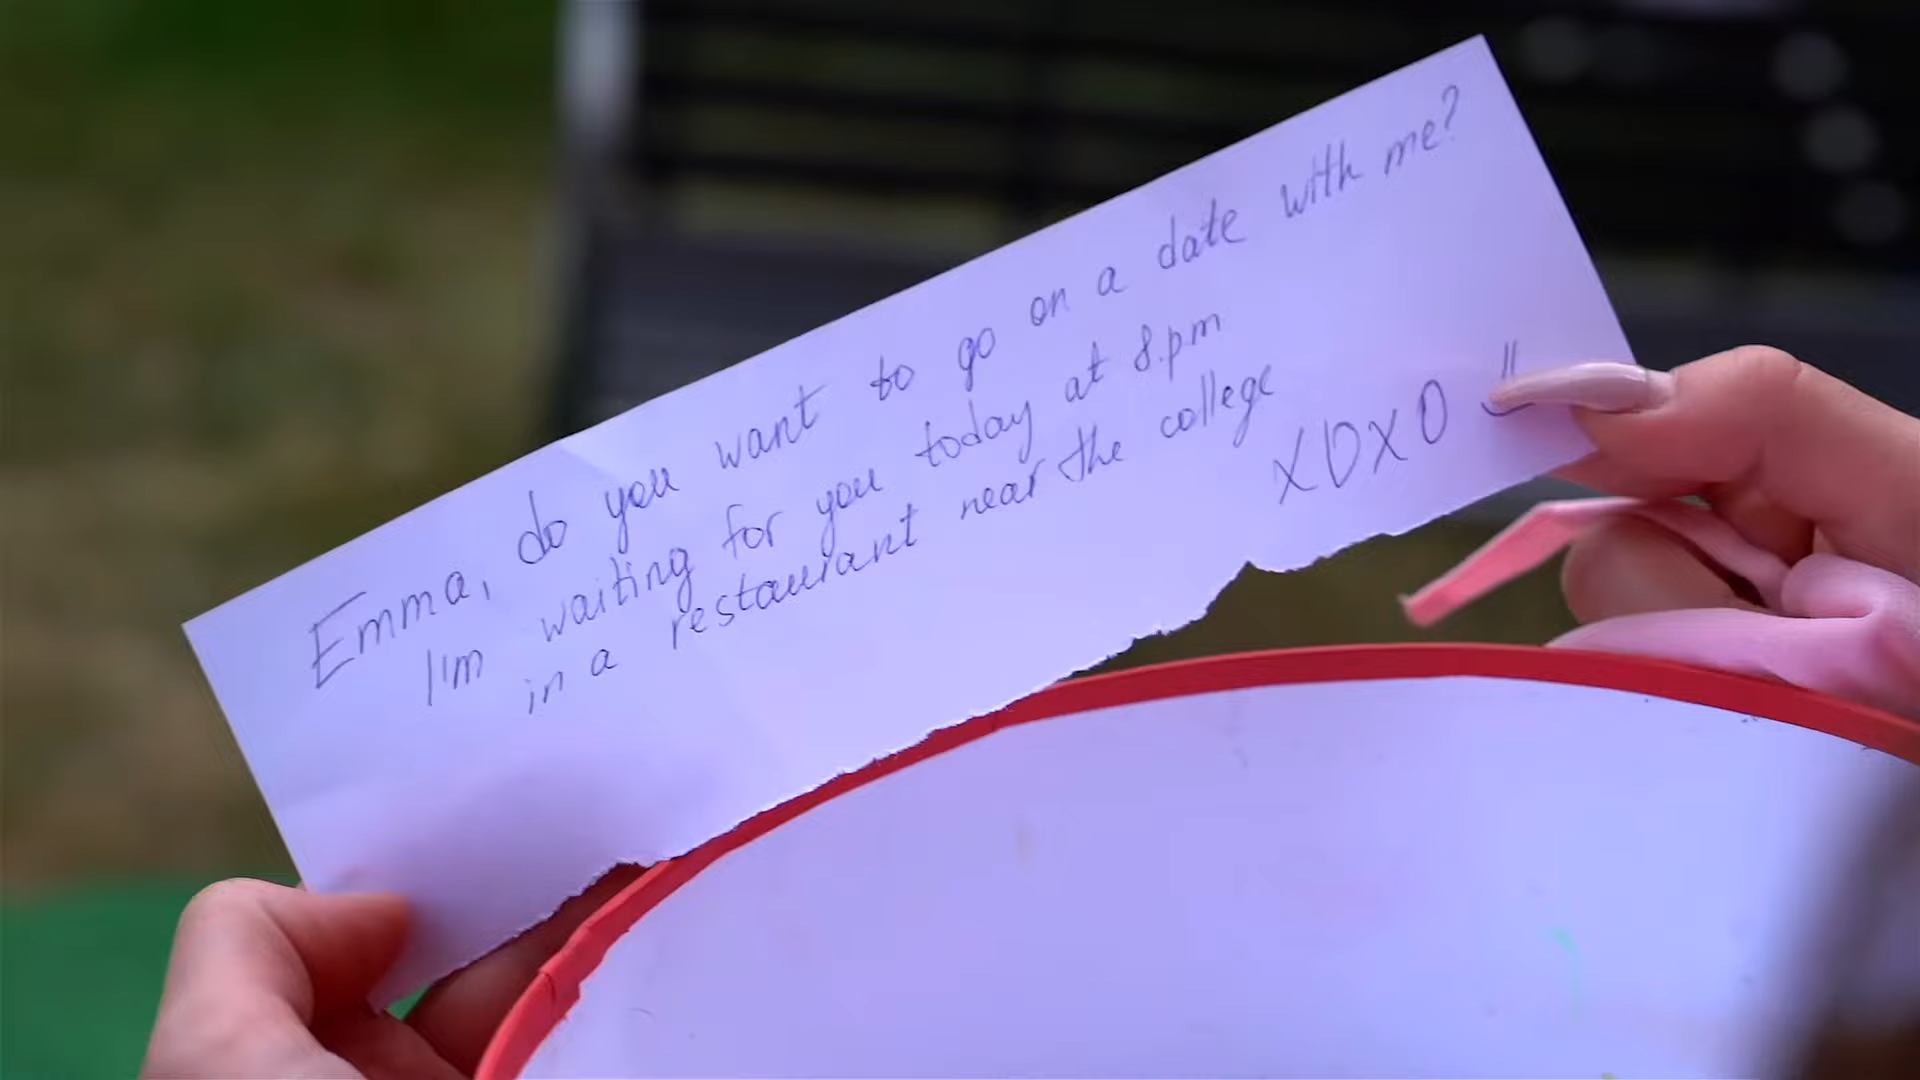 Emma, do you want to go on a date with me?
I'm waiting for you today at 8.pm
in a restaurant near the college
XOXO